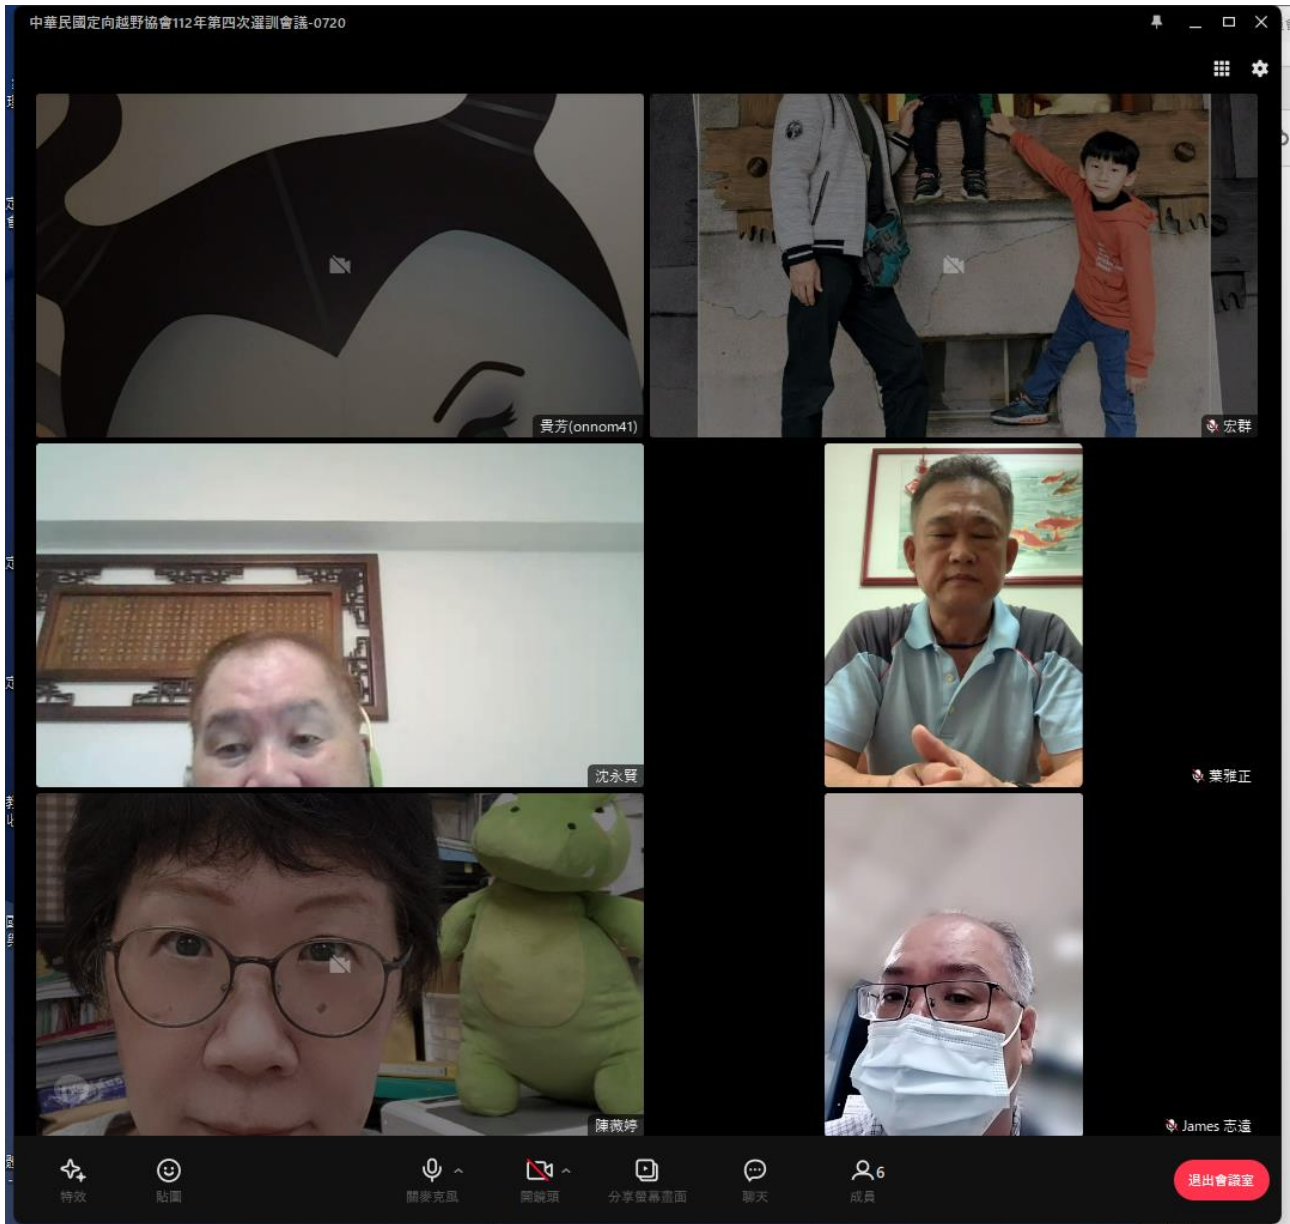 中華民國定向越野協會112年第四次選訓會議-0720
貴芳(onnom41)
宏群
沈永賢
葉雅正
陳薇婷
James 志遠
特效
貼圖
關麥克風
開鏡頭
分享螢幕畫面
聊天
6
成員
退出會議室